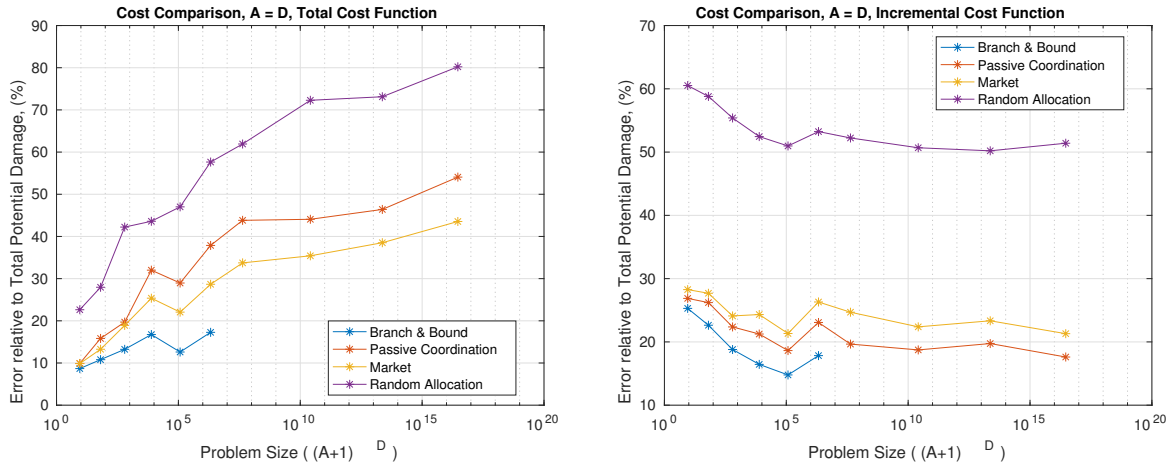 Cost Comparison, A = D, Total Cost Function
90
80
70
60
50
40
30
20
10
0
Error relative to Total Potential Damage, (%)
10^0
10^5
10^10
10^15
10^20
Problem Size ( (A+1)^D )
Branch & Bound
Passive Coordination
Market
Random Allocation
Cost Comparison, A = D, Incremental Cost Function
70
60
50
40
30
20
10
Error relative to Total Potential Damage, (%)
10^0
10^5
10^10
10^15
10^20
Problem Size ( (A+1)^D )
Branch & Bound
Passive Coordination
Market
Random Allocation